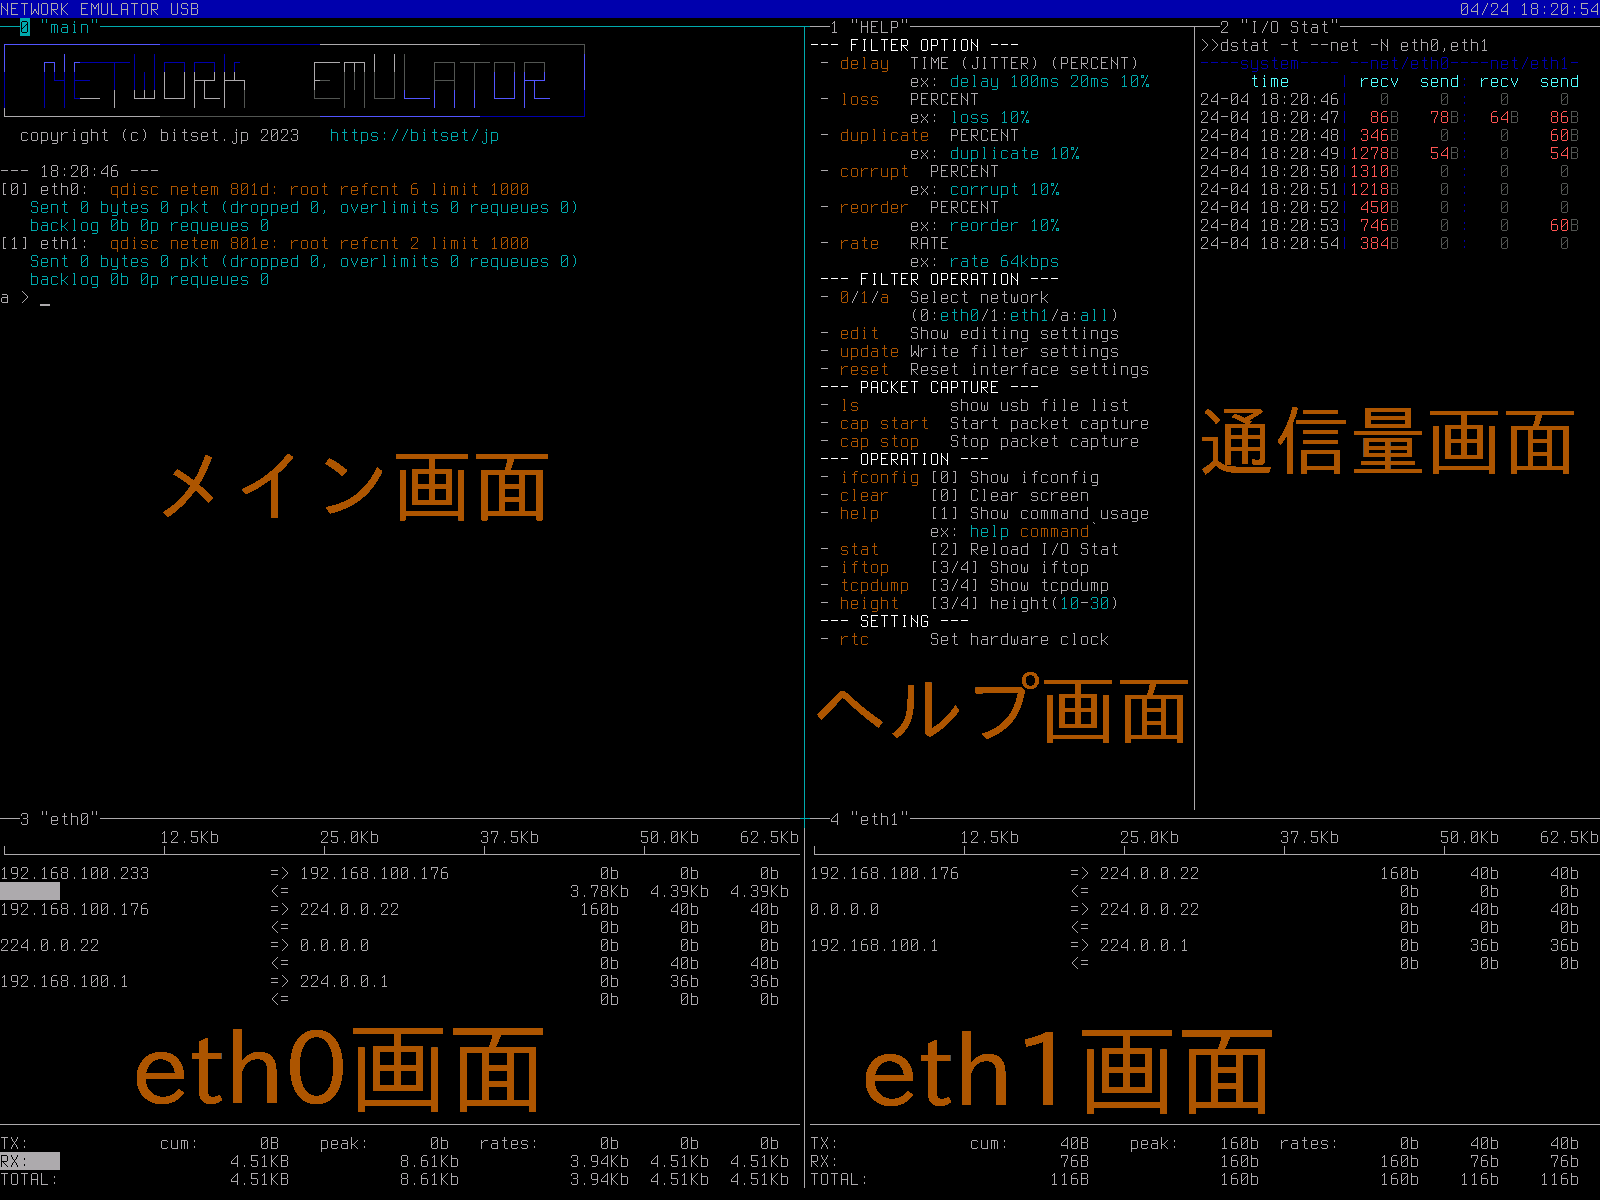 NETWORK EMULATOR USB 04/24 18:20:54
0 "main"
NETWORK EMULATOR
copyright (c) bitset.jp 2023 https://bitset/jp
--- 18:20:46 ---
[0] eth0: qdisc netem 801d: root refcnt 6 limit 1000
Sent 0 bytes 0 pkt (dropped 0, overlimits 0 requeues 0)
backlog 0b 0p requeues 0
[1] eth1: qdisc netem 801e: root refcnt 2 limit 1000
Sent 0 bytes 0 pkt (dropped 0, overlimits 0 requeues 0)
backlog 0b 0p requeues 0
a > _
メイン画面
1 "HELP"
--- FILTER OPTION ---
- delay TIME (JITTER) (PERCENT)
ex: delay 100ms 20ms 10%
- loss PERCENT
ex: loss 10%
- duplicate PERCENT
ex: duplicate 10%
- corrupt PERCENT
ex: corrupt 10%
- reorder PERCENT
ex: reorder 10%
- rate RATE
ex: rate 64kbps
--- FILTER OPERATION ---
- 0/1/a Select network
(0:eth0/1:eth1/a:all)
- edit Show editing settings
- update Write filter settings
- reset Reset interface settings
--- PACKET CAPTURE ---
- ls show usb file list
- cap start Start packet capture
- cap stop Stop packet capture
--- OPERATION ---
- ifconfig [0] Show ifconfig
- clear [0] Clear screen
- help [1] Show command usage
ex: help command`
- stat [2] Reload I/O Stat
- iftop [3/4] Show iftop
- tcpdump [3/4] Show tcpdump
- height [3/4] height(10-30)
--- SETTING ---
- rtc Set hardware clock
ヘルプ画面
2 "I/O Stat"
>>dstat -t --net -N eth0,eth1
----system---- --net/eth0----net/eth1-
time | recv send: recv send
24-04 18:20:46| 0 0 : 0 0
24-04 18:20:47| 86B 78B: 64B 86B
24-04 18:20:48| 346B 0 : 0 60B
24-04 18:20:49|1278B 54B: 0 54B
24-04 18:20:50|1310B 0 : 0 0
24-04 18:20:51|1218B 0 : 0 0
24-04 18:20:52| 450B 0 : 0 0
24-04 18:20:53| 746B 0 : 0 60B
24-04 18:20:54| 384B 0 : 0 0
通信量画面
3 "eth0"
12.5Kb 25.0Kb 37.5Kb 50.0Kb 62.5Kb
192.168.100.233 => 192.168.100.176 0b 0b 0b
<= 3.78Kb 4.39Kb 4.39Kb
192.168.100.176 => 224.0.0.22 160b 40b 40b
<= 0b 0b 0b
224.0.0.22 => 0.0.0.0 0b 0b 0b
<= 0b 40b 40b
192.168.100.1 => 224.0.0.1 0b 36b 36b
<= 0b 0b 0b
eth0画面
TX: cum: 0B peak: 0b rates: 0b 0b 0b
RX: 4.51KB 8.61Kb 3.94Kb 4.51Kb 4.51Kb
TOTAL: 4.51KB 8.61Kb 3.94Kb 4.51Kb 4.51Kb
4 "eth1"
12.5Kb 25.0Kb 37.5Kb 50.0Kb 62.5Kb
192.168.100.176 => 224.0.0.22 160b 40b 40b
<= 0b 0b 0b
0.0.0.0 => 224.0.0.22 0b 40b 40b
<= 0b 0b 0b
192.168.100.1 => 224.0.0.1 0b 36b 36b
<= 0b 0b 0b
eth1画面
TX: cum: 40B peak: 160b rates: 0b 40b 40b
RX: 76B 160b 160b 76b 76b
TOTAL: 116B 160b 160b 116b 116b